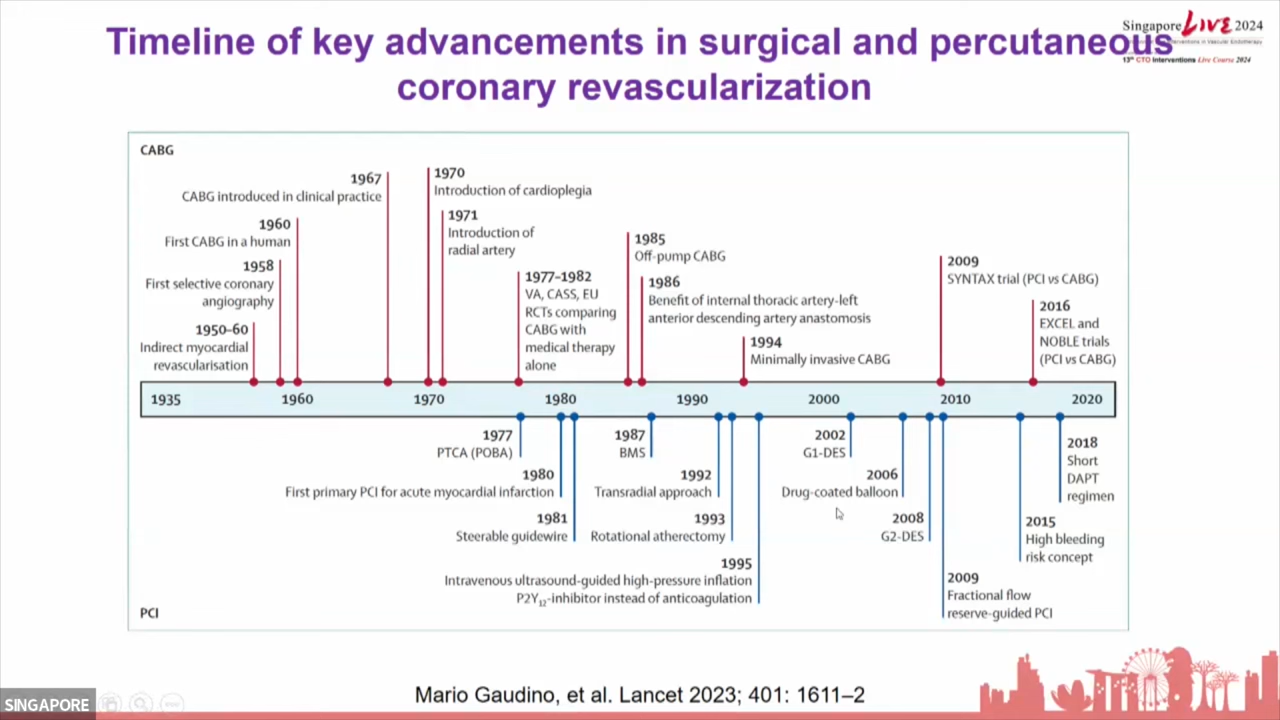 Timeline of key advancements in surgical and percutaneous
coronary revascularization
Singapore LIVE 2024
13th CTO Interventions Live Course 2024
CABG
1967
CABG introduced in clinical practice
1970
Introduction of cardioplegia
1960
First CABG in a human
1971
Introduction of
radial artery
1958
First selective coronary
angiography
1950–60
Indirect myocardial
revascularisation
1977–1982
VA, CASS, EU
RCTs comparing
CABG with
medical therapy
alone
1985
Off-pump CABG
1986
Benefit of internal thoracic artery-left
anterior descending artery anastomosis
1994
Minimally invasive CABG
2009
SYNTAX trial (PCI vs CABG)
2016
EXCEL and
NOBLE trials
(PCI vs CABG)
1935 1960 1970 1980 1990 2000 2010 2020
1977
PTCA (POBA)
1980
First primary PCI for acute myocardial infarction
1981
Steerable guidewire
1987
BMS
1992
Transradial approach
1993
Rotational atherectomy
1995
Intravenous ultrasound-guided high-pressure inflation
P2Y₁₂-inhibitor instead of anticoagulation
2002
G1-DES
2006
Drug-coated balloon
2008
G2-DES
2009
Fractional flow
reserve-guided PCI
2015
High bleeding
risk concept
2018
Short
DAPT
regimen
PCI
Mario Gaudino, et al. Lancet 2023; 401: 1611–2
SINGAPORE